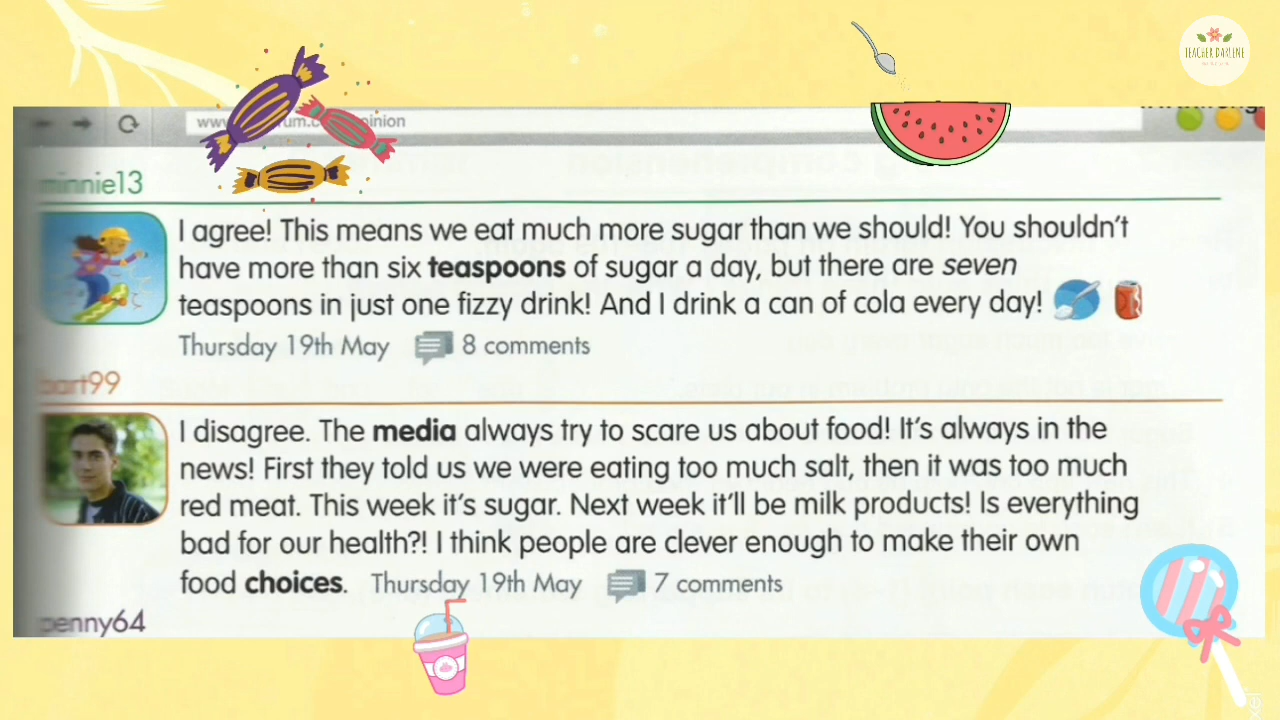 TEACHER DARLINE
minnie13
I agree! This means we eat much more sugar than we should! You shouldn't
have more than six teaspoons of sugar a day, but there are seven
teaspoons in just one fizzy drink! And I drink a can of cola every day!
Thursday 19th May 8 comments
bart99
I disagree. The media always try to scare us about food! It's always in the
news! First they told us we were eating too much salt, then it was too much
red meat. This week it's sugar. Next week it'll be milk products! Is everything
bad for our health?! I think people are clever enough to make their own
food choices. Thursday 19th May 7 comments
penny64